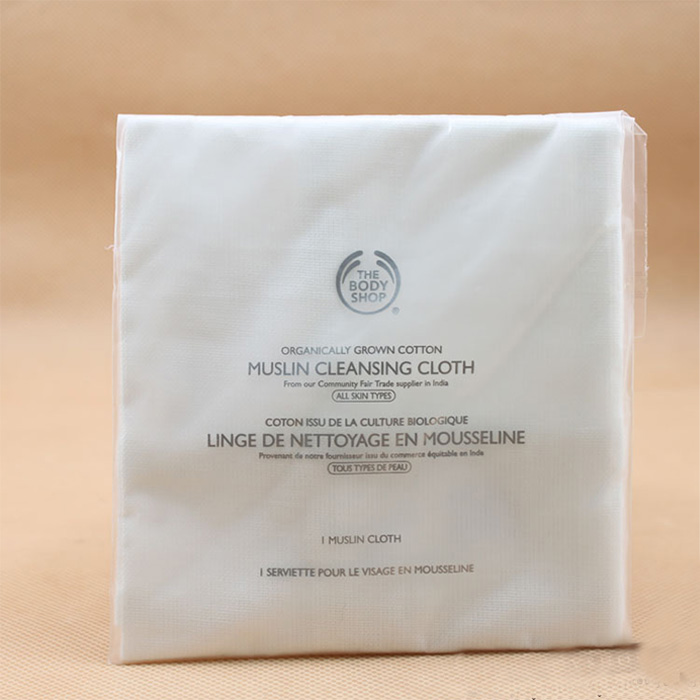 THE
BODY
SHOP
®
ORGANICALLY GROWN COTTON
MUSLIN CLEANSING CLOTH
From our Community Fair Trade supplier in India
ALL SKIN TYPES
COTON ISSU DE LA CULTURE BIOLOGIQUE
LINGE DE NETTOYAGE EN MOUSSELINE
Provenant de notre fournisseur issu du commerce équitable en Inde
TOUS TYPES DE PEAU
1 MUSLIN CLOTH
1 SERVIETTE POUR LE VISAGE EN MOUSSELINE